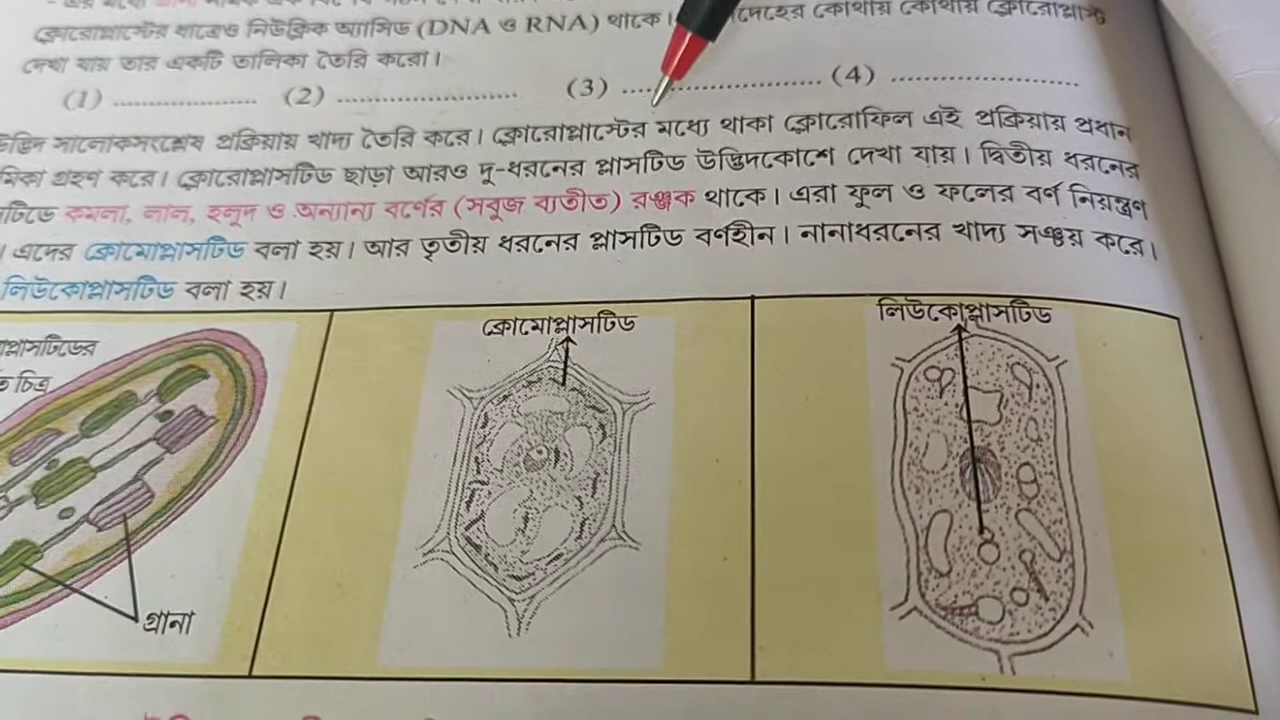 ক্লোরোপ্লাস্টের ধাত্রেও নিউক্লিক অ্যাসিড (DNA ও RNA) থাকে। কোথায় কোথায় ক্লোরোপ্লাস্ট
দেখা যায় তার একটি তালিকা তৈরি করো।
(1) .................... (2) ......................... (3) ............................ (4) ..........................
সালোকসংশ্লেষ প্রক্রিয়ায় খাদ্য তৈরি করে। ক্লোরোপ্লাস্টের মধ্যে থাকা ক্লোরোফিল এই প্রক্রিয়ায় প্রধান
গ্রহণ করে। ক্লোরোপ্লাসটিড ছাড়া আরও দু-ধরনের প্লাসটিড উদ্ভিদকোশে দেখা যায়। দ্বিতীয় ধরনের
কমলা, লাল, হলুদ ও অন্যান্য বর্ণের (সবুজ ব্যতীত) রঞ্জক থাকে। এরা ফুল ও ফলের বর্ণ নিয়ন্ত্রণ
। এদের ক্রোমোপ্লাসটিড বলা হয়। আর তৃতীয় ধরনের প্লাসটিড বর্ণহীন। নানাধরনের খাদ্য সঞ্চয় করে।
লিউকোপ্লাসটিড বলা হয়।
চিত্র
গ্রানা
ক্রোমোপ্লাসটিড
লিউকোপ্লাসটিড